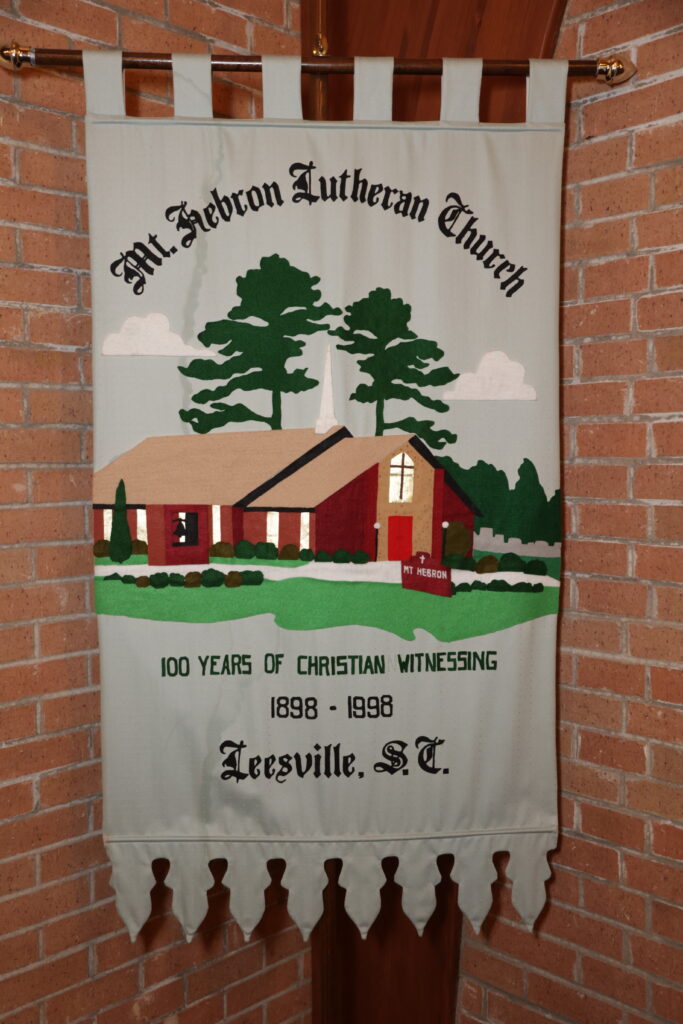 Mt. Hebron Lutheran Church
MT HEBRON
100 YEARS OF CHRISTIAN WITNESSING
1898 - 1998
Leesville, S.C.